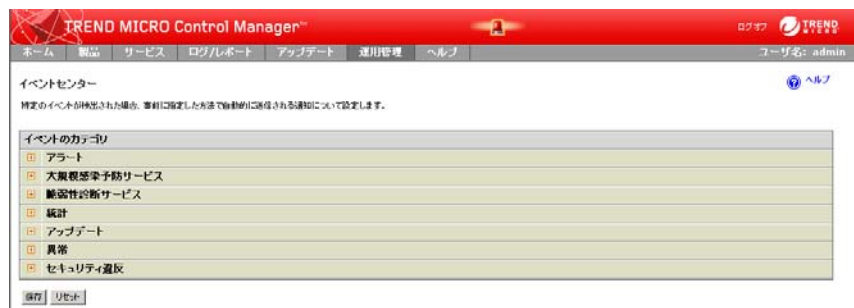 TREND MICRO Control Manager™
ログオフ
TREND MICRO
ホーム 製品 サービス ログ/レポート アップデート 運用管理 ヘルプ ユーザ名: admin
イベントセンター
ヘルプ
特定のイベントが検出された場合、事前に指定した方法で自動的に送信される通知について設定します。
イベントのカテゴリ
アラート
大規模感染予防サービス
脆弱性診断サービス
統計
アップデート
異常
セキュリティ違反
保存 リセット